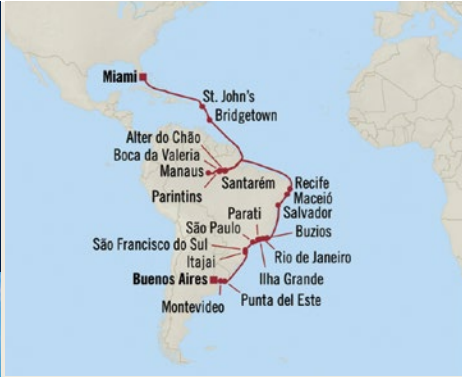 Miami
St. John's
Bridgetown
Alter do Chão
Boca da Valeria
Manaus
Parintins
Santarém
Recife
Maceió
Salvador
Parati
São Paulo
Buzios
São Francisco do Sul
Rio de Janeiro
Itajai
Ilha Grande
Buenos Aires
Punta del Este
Montevideo